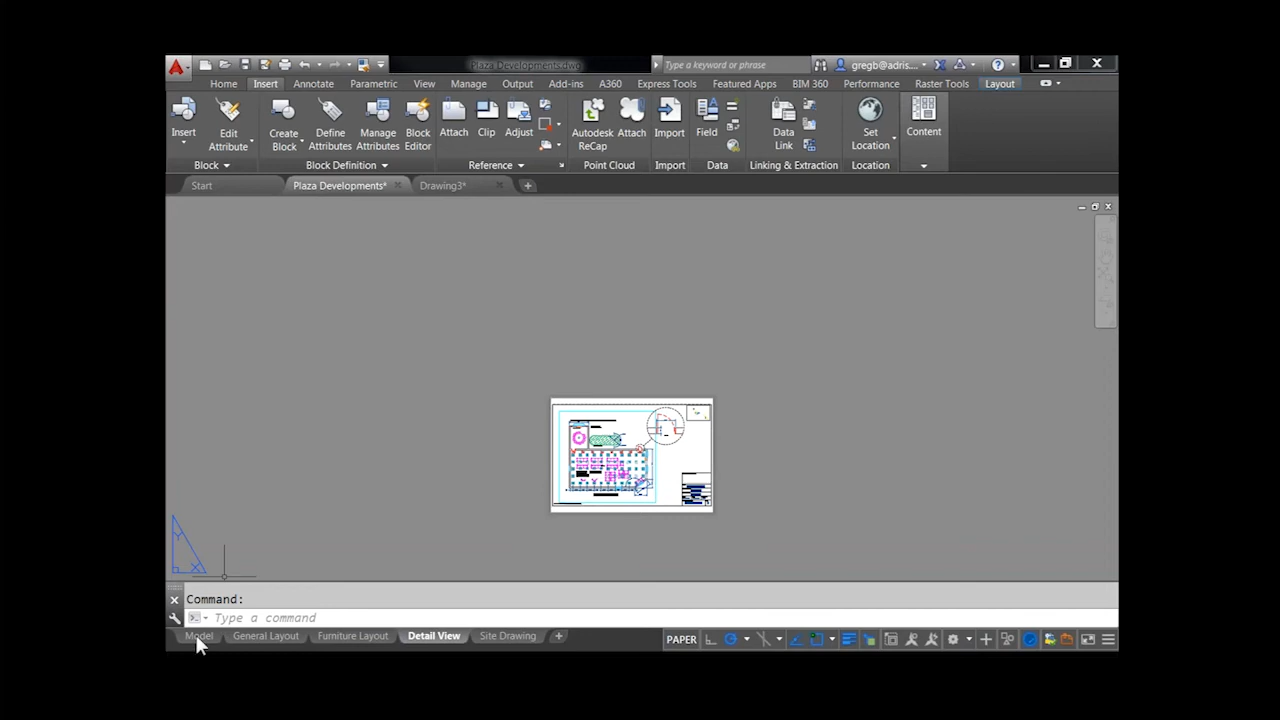 Plaza Developments.dwg Type a keyword or phrase gregb@adris...
Home Insert Annotate Parametric View Manage Output Add-ins A360 Express Tools Featured Apps BIM 360 Performance Raster Tools Layout
Insert Edit Attribute Create Block Define Attributes Manage Attributes Block Editor Attach Clip Adjust Autodesk ReCap Attach Import Field Data Link Set Location Content
Block Block Definition Reference Point Cloud Import Data Linking & Extraction Location
Start Plaza Developments* Drawing3*
Y
X
Command:
Type a command
Model General Layout Furniture Layout Detail View Site Drawing PAPER